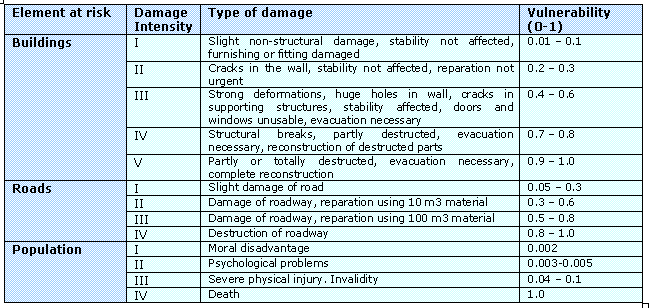 Element at risk Damage Intensity Type of damage Vulnerability (0-1)
Buildings I Slight non-structural damage, stability not affected, furnishing or fitting damaged 0.01 – 0.1
II Cracks in the wall, stability not affected, reparation not urgent 0.2 – 0.3
III Strong deformations, huge holes in wall, cracks in supporting structures, stability affected, doors and windows unusable, evacuation necessary 0.4 – 0.6
IV Structural breaks, partly destructed, evacuation necessary, reconstruction of destructed parts 0.7 – 0.8
V Partly or totally destructed, evacuation necessary, complete reconstruction 0.9 – 1.0
Roads I Slight damage of road 0.05 – 0.3
II Damage of roadway, reparation using 10 m3 material 0.3 – 0.6
III Damage of roadway, reparation using 100 m3 material 0.5 – 0.8
IV Destruction of roadway 0.8 – 1.0
Population I Moral disadvantage 0.002
II Psychological problems 0.003-0.005
III Severe physical injury. Invalidity 0.04 – 0.1
IV Death 1.0